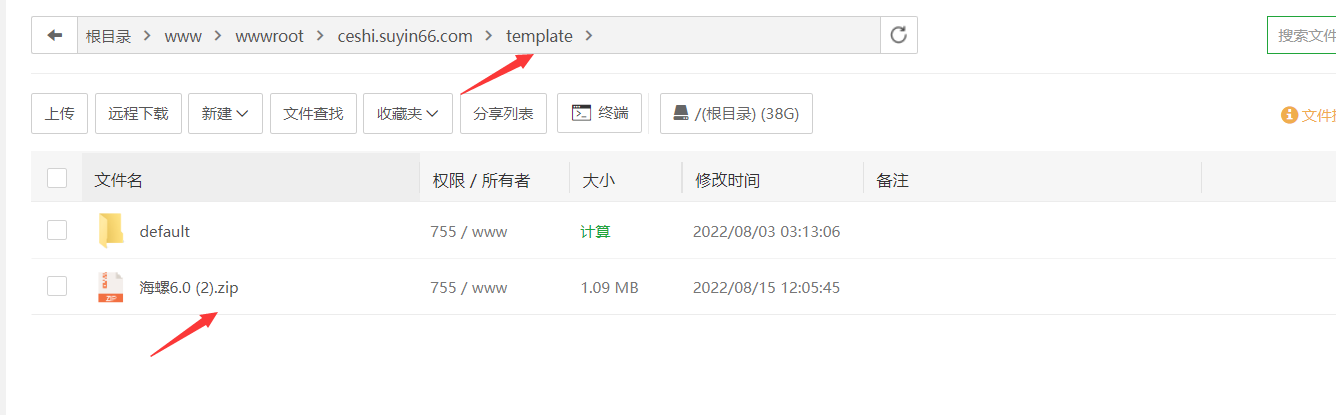 根目录 > www > wwwroot > ceshi.suyin66.com > template >
搜索文件
上传 远程下载 新建 文件查找 收藏夹 分享列表 终端 /(根目录) (38G)
文件名 权限 / 所有者 大小 修改时间 备注
default 755 / www 计算 2022/08/03 03:13:06
海螺6.0 (2).zip 755 / www 1.09 MB 2022/08/15 12:05:45
ZIP